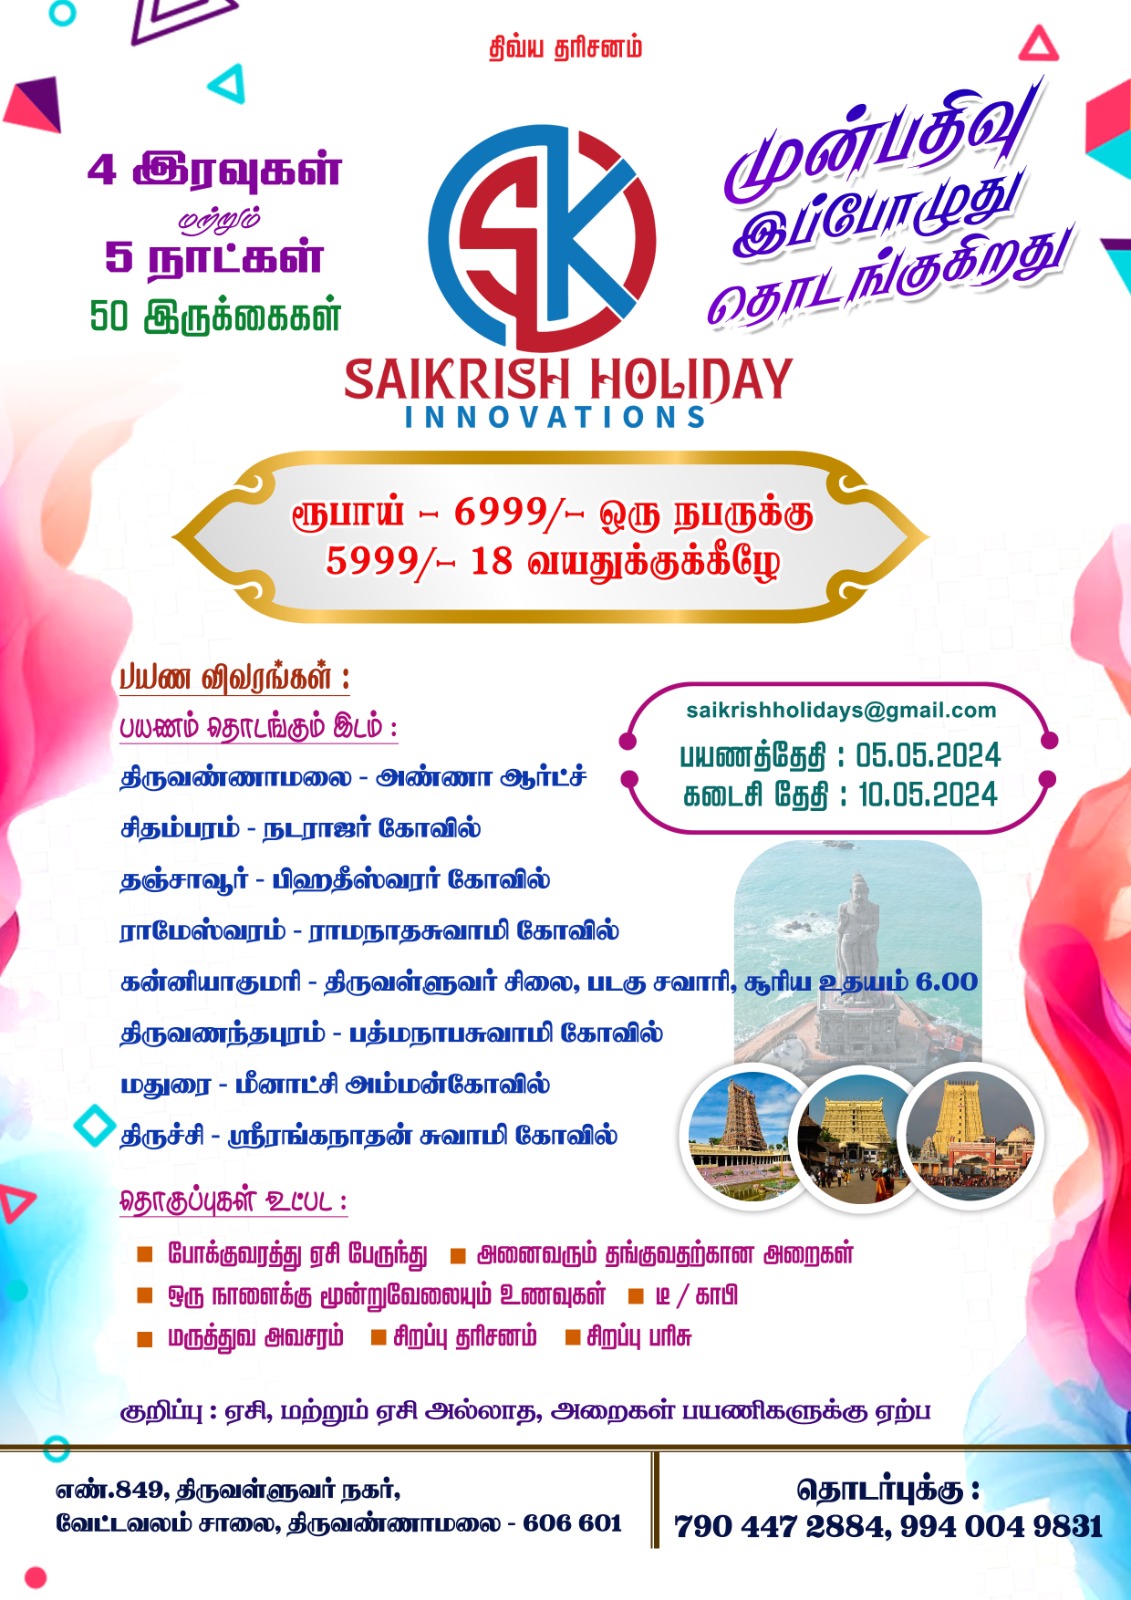 திவ்ய தரிசனம்
4 இரவுகள்
மற்றும்
5 நாட்கள்
50 இருக்கைகள்
SK
SAIKRISH HOLIDAY
INNOVATIONS
முன்பதிவு
இப்போழுது
தொடங்குகிறது
ரூபாய் - 6999/- ஒரு நபருக்கு
5999/- 18 வயதுக்குக்கீழே
பயண விவரங்கள் :
பயணம் தொடங்கும் இடம் :
திருவண்ணாமலை - அண்ணா ஆர்ட்ச்
சிதம்பரம் - நடராஜர் கோவில்
தஞ்சாவூர் - பிஹதீஸ்வரர் கோவில்
ராமேஸ்வரம் - ராமநாதசுவாமி கோவில்
கன்னியாகுமரி - திருவள்ளுவர் சிலை, படகு சவாரி, சூரிய உதயம் 6.00
திருவணந்தபுரம் - பத்மநாபசுவாமி கோவில்
மதுரை - மீனாட்சி அம்மன்கோவில்
திருச்சி - ஸ்ரீரங்கநாதன் சுவாமி கோவில்
saikrishholidays@gmail.com
பயணத்தேதி : 05.05.2024
கடைசி தேதி : 10.05.2024
தொகுப்புகள் உட்பட :
போக்குவரத்து ஏசி பேருந்து அனைவரும் தங்குவதற்கான அறைகள்
ஒரு நாளைக்கு மூன்றுவேலையும் உணவுகள் டீ / காபி
மருத்துவ அவசரம் சிறப்பு தரிசனம் சிறப்பு பரிசு
குறிப்பு : ஏசி, மற்றும் ஏசி அல்லாத, அறைகள் பயணிகளுக்கு ஏற்ப
எண்.849, திருவள்ளுவர் நகர்,
வேட்டவலம் சாலை, திருவண்ணாமலை - 606 601
தொடர்புக்கு :
790 447 2884, 994 004 9831